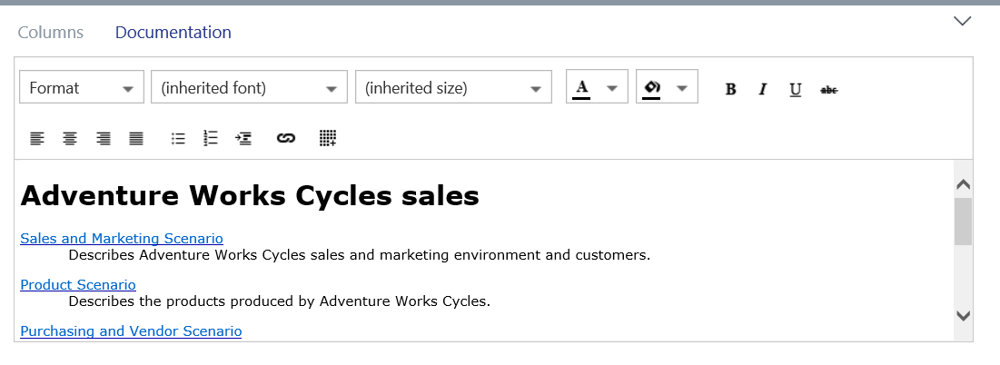 Columns Documentation
Format (inherited font) (inherited size) A B I U abc
Adventure Works Cycles sales
Sales and Marketing Scenario
Describes Adventure Works Cycles sales and marketing environment and customers.
Product Scenario
Describes the products produced by Adventure Works Cycles.
Purchasing and Vendor Scenario